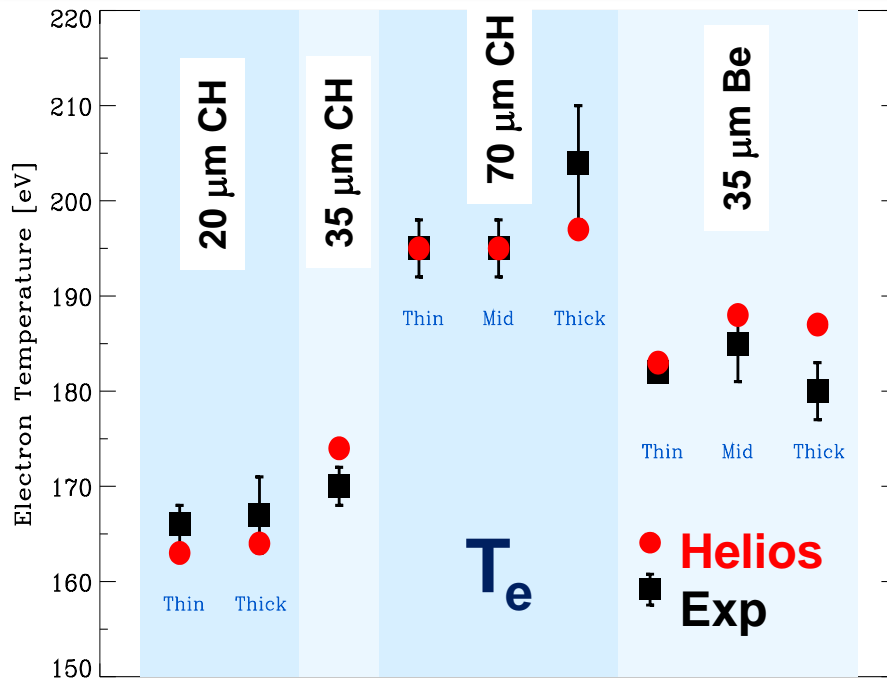 Electron Temperature [eV]
220
210
200
190
180
170
160
150
20 μm CH
35 μm CH
70 μm CH
35 μm Be
Thin
Mid
Thick
Thin
Mid
Thick
Thin
Thick
Te
Helios
Exp